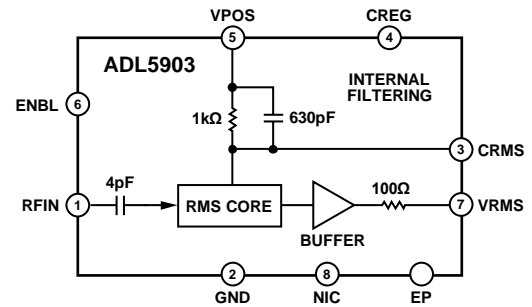 VPOS
CREG
5
4
ADL5903
INTERNAL
FILTERING
ENBL
6
1kΩ
630pF
3
CRMS
4pF
100Ω
RFIN
1
RMS CORE
7
VRMS
BUFFER
2
8
GND
NIC
EP